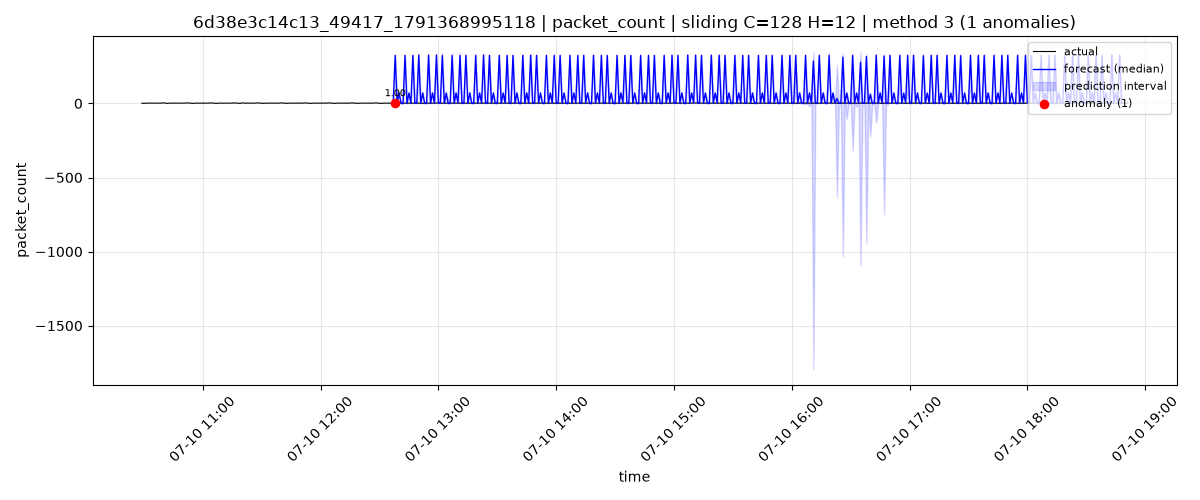 6d38e3c14c13_49417_1791368995118 | packet_count | sliding C=128 H=12 | method 3 (1 anomalies)
packet_count
0
−500
−1000
−1500
1.00
actual
forecast (median)
prediction interval
anomaly (1)
07-10 11:00
07-10 12:00
07-10 13:00
07-10 14:00
07-10 15:00
07-10 16:00
07-10 17:00
07-10 18:00
07-10 19:00
time